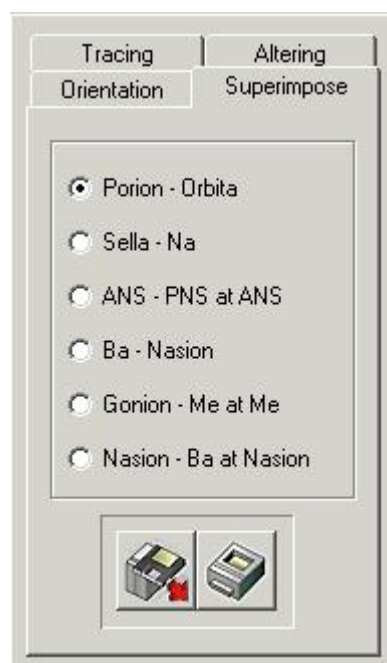 Tracing
Altering
Orientation
Superimpose
Porion - Orbita
Sella - Na
ANS - PNS at ANS
Ba - Nasion
Gonion - Me at Me
Nasion - Ba at Nasion